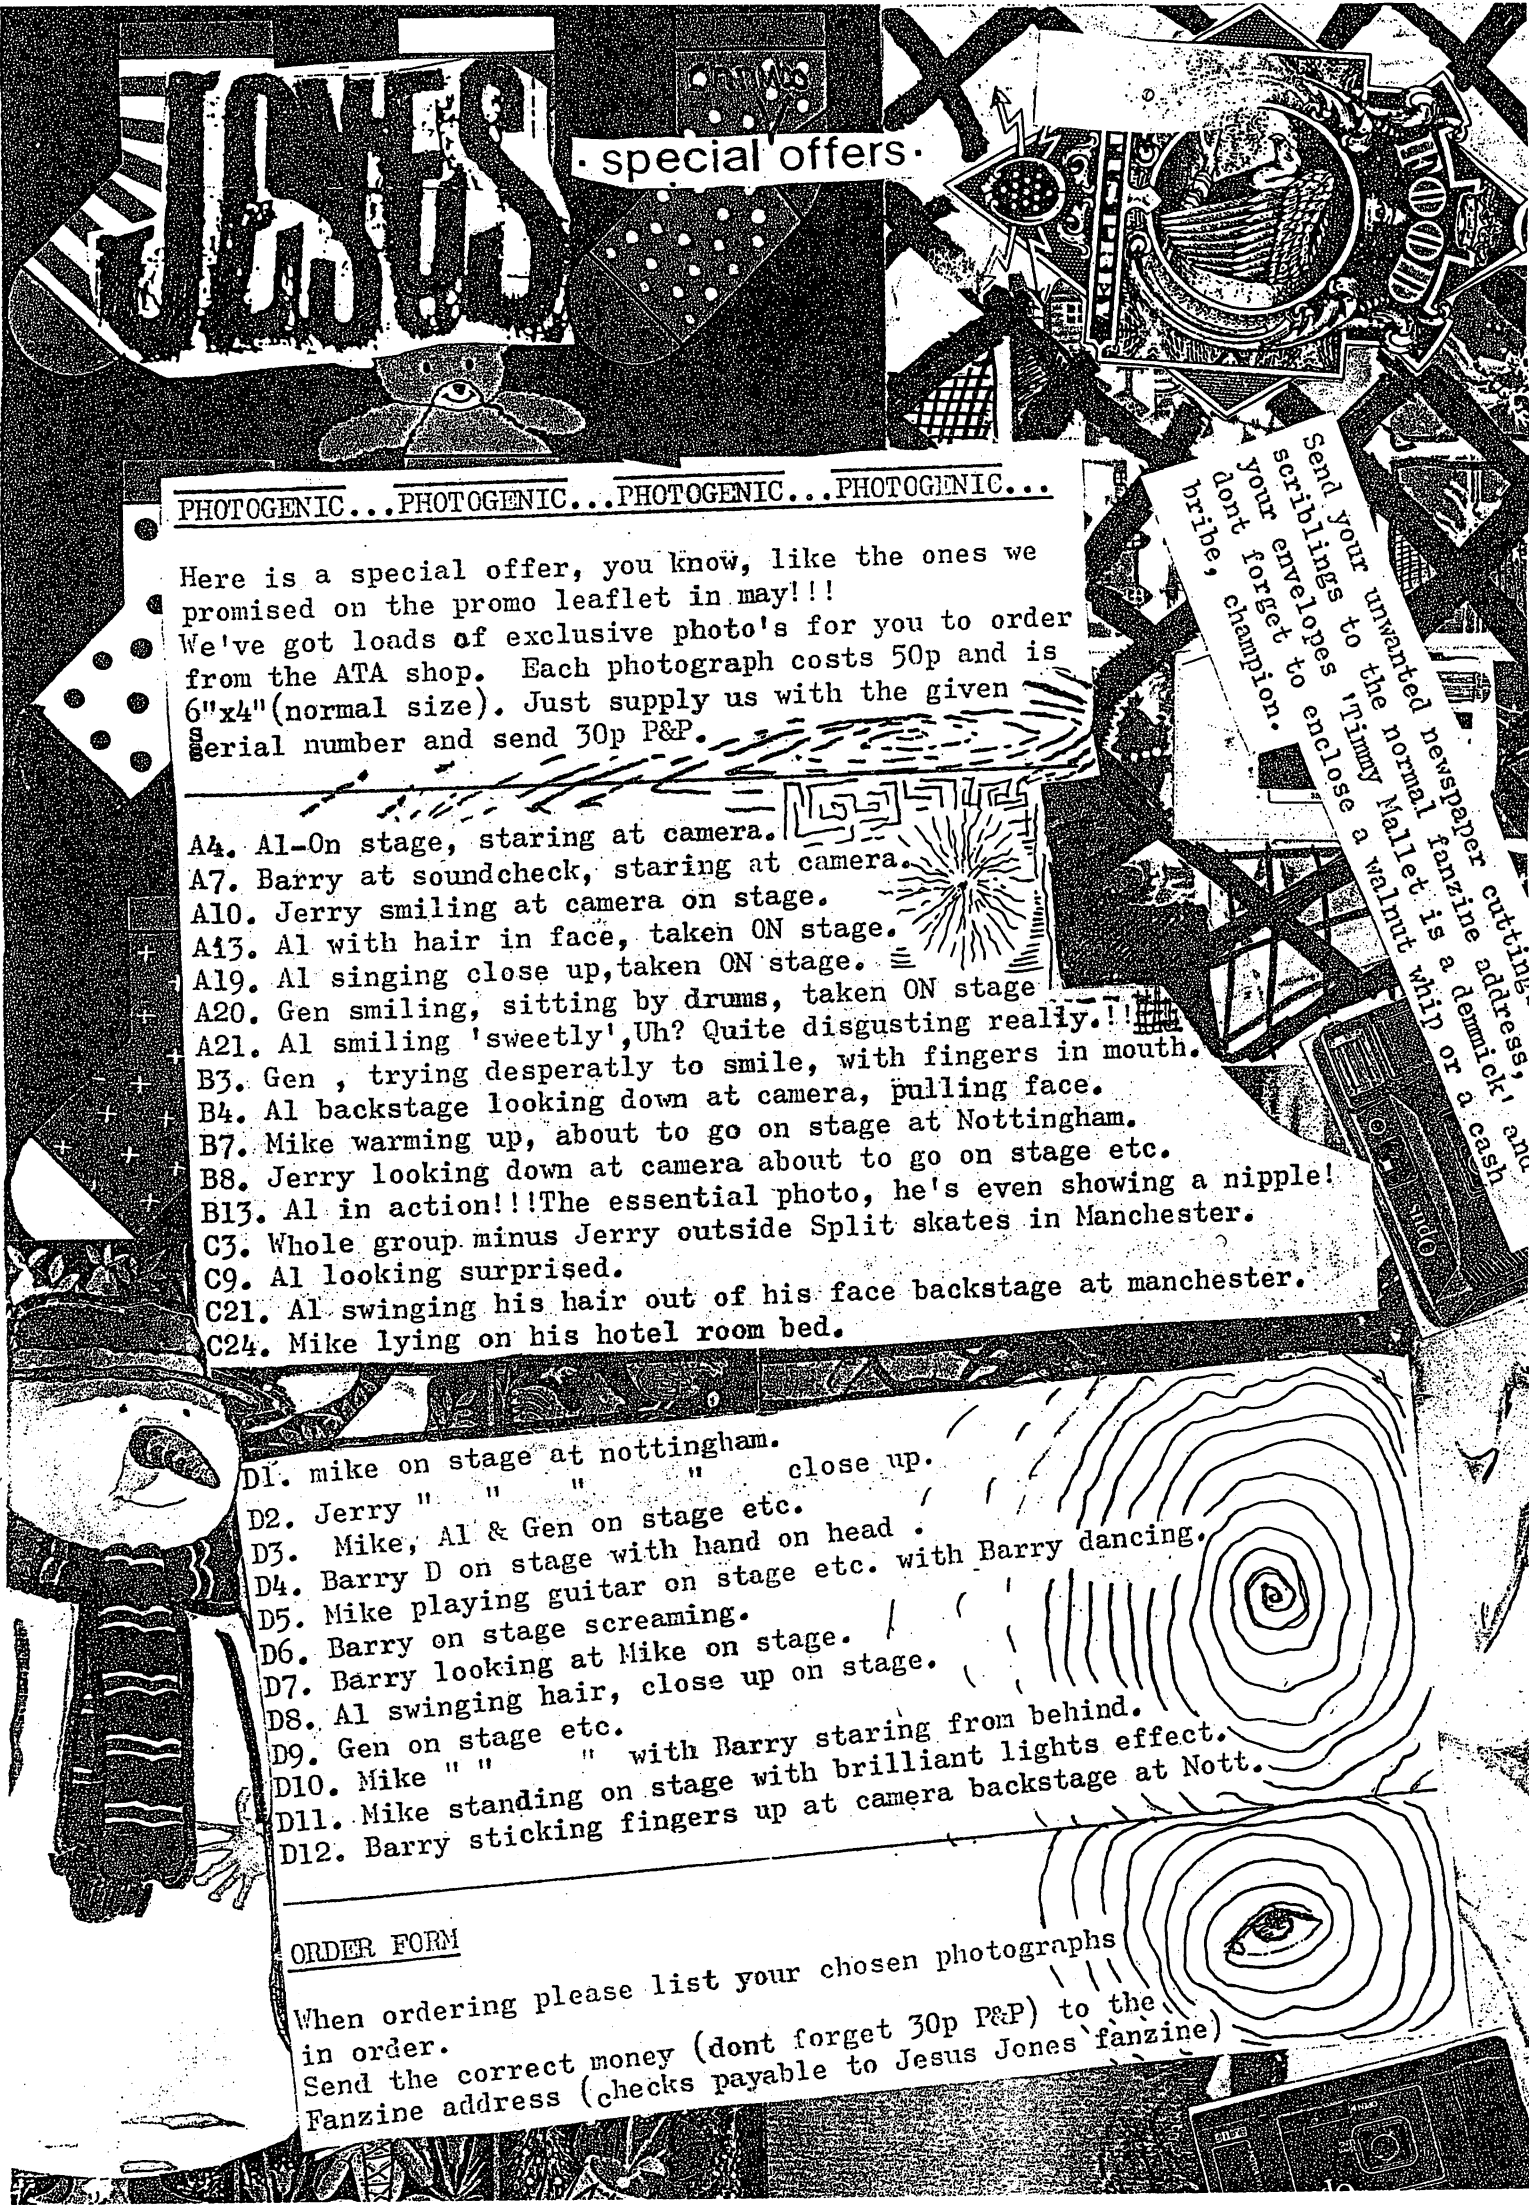 JONES
· special offers ·
HOOD
PHOTOGENIC...PHOTOGENIC...PHOTOGENIC...PHOTOGENIC...
Here is a special offer, you know, like the ones we
promised on the promo leaflet in may!!!
We've got loads of exclusive photo's for you to order
from the ATA shop. Each photograph costs 50p and is
6"x4"(normal size). Just supply us with the given
serial number and send 30p P&P.
A4. Al-On stage, staring at camera.
A7. Barry at soundcheck, staring at camera.
A10. Jerry smiling at camera on stage.
A13. Al with hair in face, taken ON stage.
A19. Al singing close up,taken ON stage.
A20. Gen smiling, sitting by drums, taken ON stage
A21. Al smiling 'sweetly',Uh? Quite disgusting really.!!
B3. Gen , trying desperatly to smile, with fingers in mouth.
B4. Al backstage looking down at camera, pulling face.
B7. Mike warming up, about to go on stage at Nottingham.
B8. Jerry looking down at camera about to go on stage etc.
B13. Al in action!!!The essential photo, he's even showing a nipple!
C3. Whole group minus Jerry outside Split skates in Manchester.
C9. Al looking surprised.
C21. Al swinging his hair out of his face backstage at manchester.
C24. Mike lying on his hotel room bed.
Send your unwanted newspaper cutting
scriblings to the normal fanzine address,
your envelopes 'Timmy Mallet is a demmick' and
dont forget to enclose a walnut whip or a cash
bribe, champion.
Opus
D1. mike on stage at nottingham.
D2. Jerry " " " " close up.
D3. Mike, Al & Gen on stage etc.
D4. Barry D on stage with hand on head .
D5. Mike playing guitar on stage etc. with Barry dancing.
D6. Barry on stage screaming.
D7. Barry looking at Mike on stage.
D8. Al swinging hair, close up on stage.
D9. Gen on stage etc.
D10. Mike " " " with Barry staring from behind.
D11. Mike standing on stage with brilliant lights effect.
D12. Barry sticking fingers up at camera backstage at Nott.
ORDER FORM
When ordering please list your chosen photographs
in order.
Send the correct money (dont forget 30p P&P) to the
Fanzine address (checks payable to Jesus Jones fanzine)